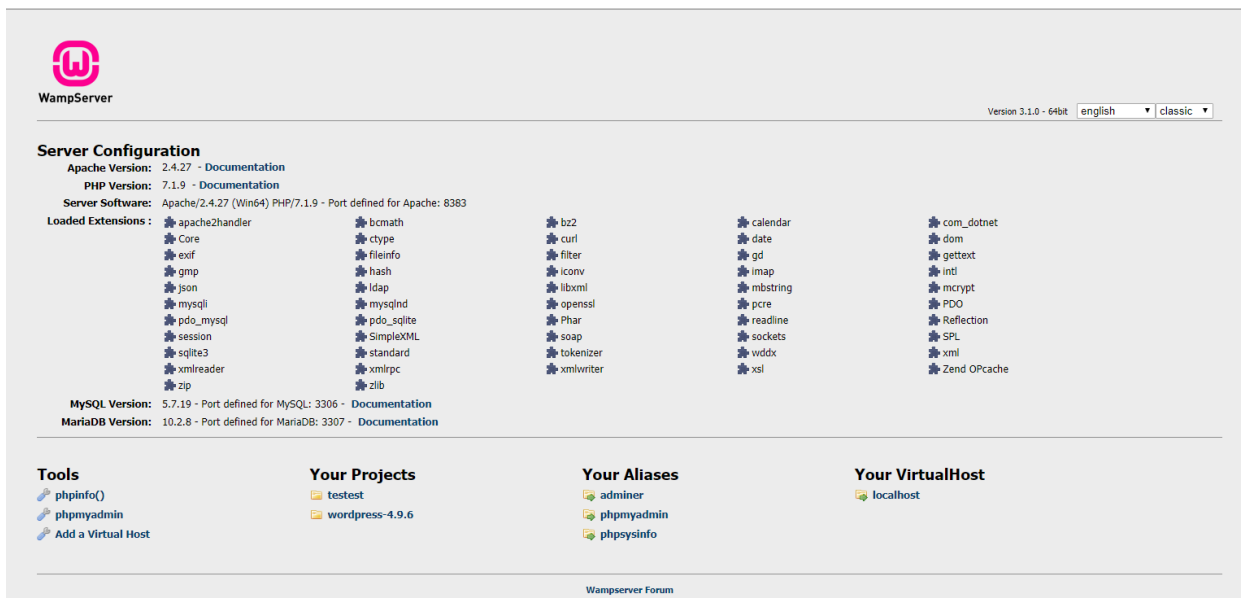 WampServer
Version 3.1.0 - 64bit english classic
Server Configuration
Apache Version: 2.4.27 - Documentation
PHP Version: 7.1.9 - Documentation
Server Software: Apache/2.4.27 (Win64) PHP/7.1.9 - Port defined for Apache: 8383
Loaded Extensions : apache2handler bcmath bz2 calendar com_dotnet
Core ctype curl date dom
exif fileinfo filter gd gettext
gmp hash iconv imap intl
json ldap libxml mbstring mcrypt
mysqli mysqlnd openssl pcre PDO
pdo_mysql pdo_sqlite Phar readline Reflection
session SimpleXML soap sockets SPL
sqlite3 standard tokenizer wddx xml
xmlreader xmlrpc xmlwriter xsl Zend OPcache
zip zlib
MySQL Version: 5.7.19 - Port defined for MySQL: 3306 - Documentation
MariaDB Version: 10.2.8 - Port defined for MariaDB: 3307 - Documentation
Tools Your Projects Your Aliases Your VirtualHost
phpinfo() testest adminer localhost
phpmyadmin wordpress-4.9.6 phpmyadmin
Add a Virtual Host phpsysinfo
Wampserver Forum